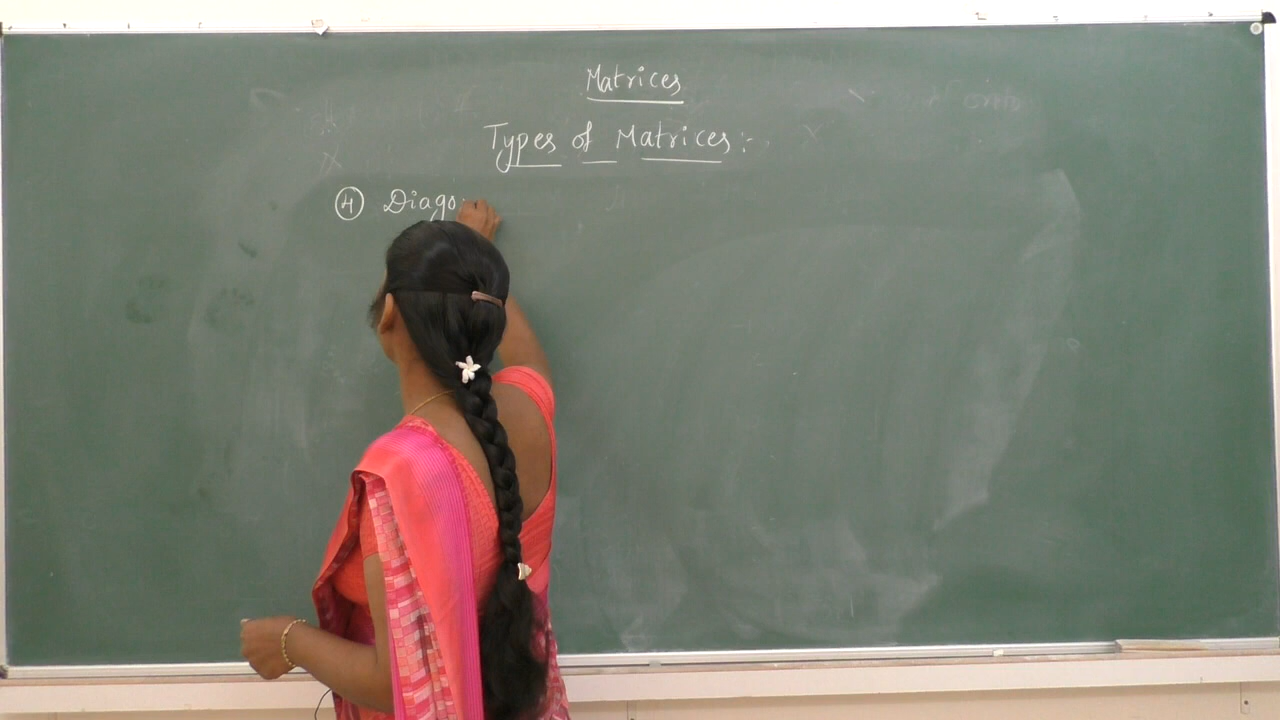 Matrices
Types of Matrices :-
④ Diago